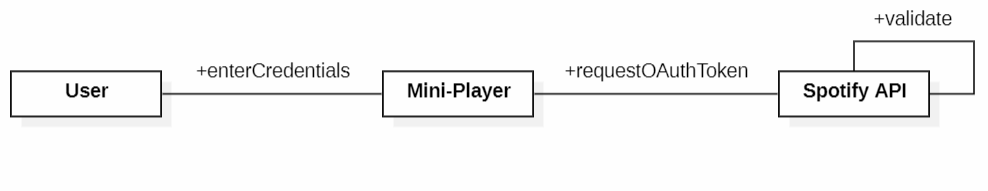 +validate
+enterCredentials
+requestOAuthToken
User
Mini-Player
Spotify API